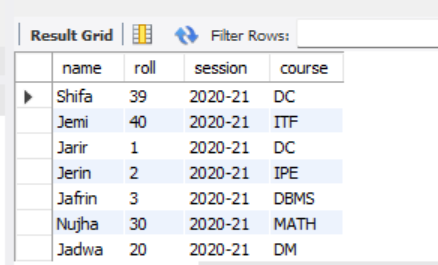 Result Grid Filter Rows:
name roll session course
Shifa 39 2020-21 DC
Jemi 40 2020-21 ITF
Jarir 1 2020-21 DC
Jerin 2 2020-21 IPE
Jafrin 3 2020-21 DBMS
Nujha 30 2020-21 MATH
Jadwa 20 2020-21 DM